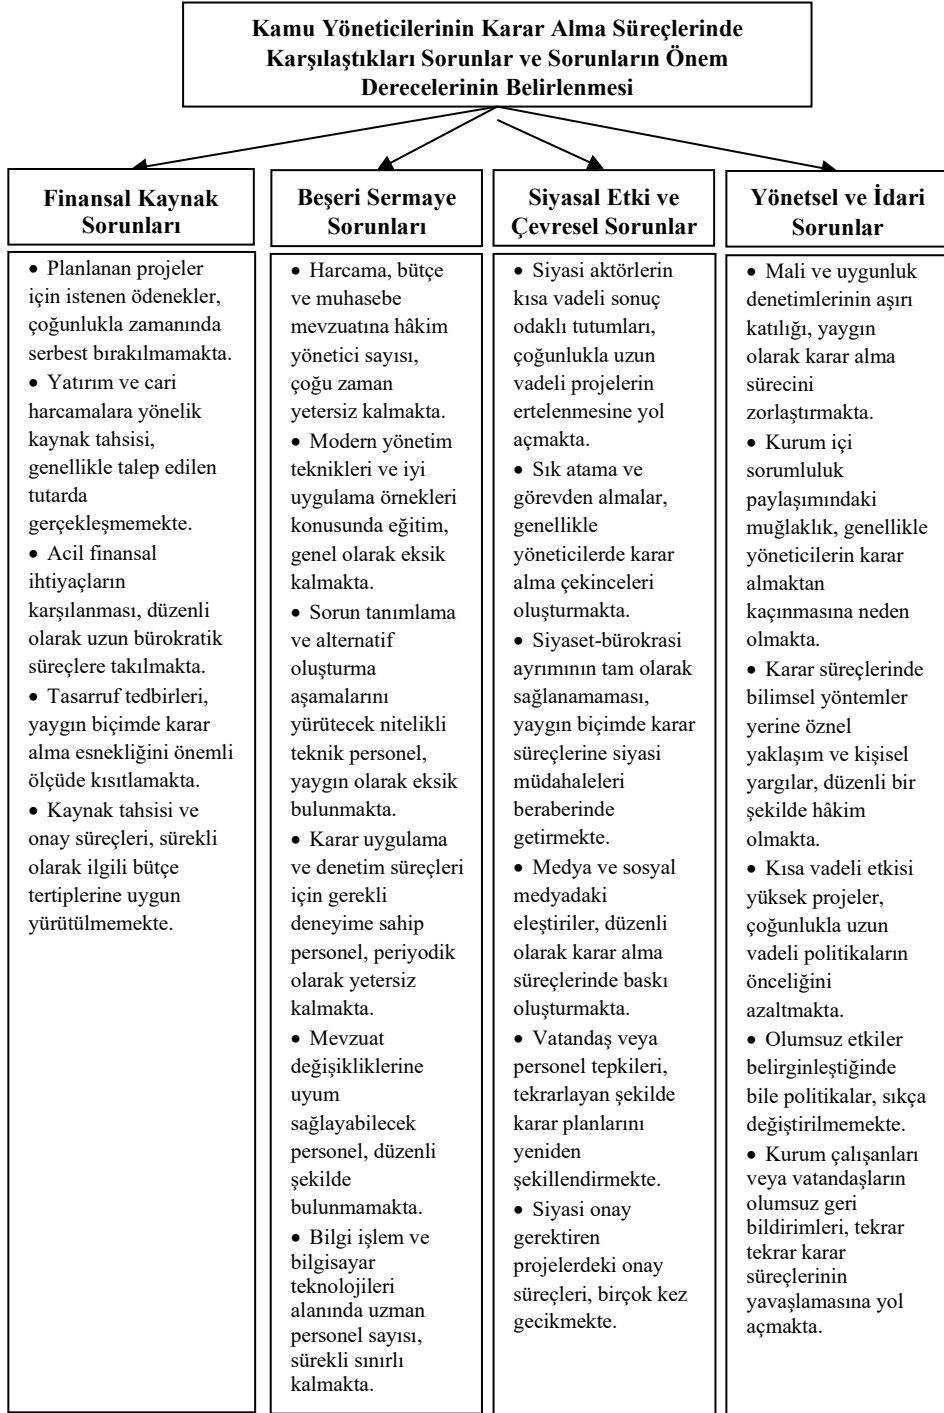 Kamu Yöneticilerinin Karar Alma Süreçlerinde
Karşılaştıkları Sorunlar ve Sorunların Önem
Derecelerinin Belirlenmesi
Finansal Kaynak
Sorunları
• Planlanan projeler
için istenen ödenekler,
çoğunlukla zamanında
serbest bırakılmamakta.
• Yatırım ve cari
harcamalara yönelik
kaynak tahsisi,
genellikle talep edilen
tutarda
gerçekleşmemekte.
• Acil finansal
ihtiyaçların
karşılanması, düzenli
olarak uzun bürokratik
süreçlere takılmakta.
• Tasarruf tedbirleri,
yaygın biçimde karar
alma esnekliğini önemli
ölçüde kısıtlamakta.
• Kaynak tahsisi ve
onay süreçleri, sürekli
olarak ilgili bütçe
tertiplerine uygun
yürütülmemekte.
Beşeri Sermaye
Sorunları
• Harcama, bütçe
ve muhasebe
mevzuatına hâkim
yönetici sayısı,
çoğu zaman
yetersiz kalmakta.
• Modern yönetim
teknikleri ve iyi
uygulama örnekleri
konusunda eğitim,
genel olarak eksik
kalmakta.
• Sorun tanımlama
ve alternatif
oluşturma
aşamalarını
yürütecek nitelikli
teknik personel,
yaygın olarak eksik
bulunmakta.
• Karar uygulama
ve denetim süreçleri
için gerekli
deneyime sahip
personel, periyodik
olarak yetersiz
kalmakta.
• Mevzuat
değişikliklerine
uyum
sağlayabilecek
personel, düzenli
şekilde
bulunmamakta.
• Bilgi işlem ve
bilgisayar
teknolojileri
alanında uzman
personel sayısı,
sürekli sınırlı
kalmakta.
Siyasal Etki ve
Çevresel Sorunlar
• Siyasi aktörlerin
kısa vadeli sonuç
odaklı tutumları,
çoğunlukla uzun
vadeli projelerin
ertelenmesine yol
açmakta.
• Sık atama ve
görevden almalar,
genellikle
yöneticilerde karar
alma çekinceleri
oluşturmakta.
• Siyaset-bürokrasi
ayrımının tam olarak
sağlanamaması,
yaygın biçimde karar
süreçlerine siyasi
müdahaleleri
beraberinde
getirmekte.
• Medya ve sosyal
medyadaki
eleştiriler, düzenli
olarak karar alma
süreçlerinde baskı
oluşturmakta.
• Vatandaş veya
personel tepkileri,
tekrarlayan şekilde
karar planlarını
yeniden
şekillendirmekte.
• Siyasi onay
gerektiren
projelerdeki onay
süreçleri, birçok kez
gecikmekte.
Yönetsel ve İdari
Sorunlar
• Mali ve uygunluk
denetimlerinin aşırı
katılığı, yaygın
olarak karar alma
sürecini
zorlaştırmakta.
• Kurum içi
sorumluluk
paylaşımındaki
muğlaklık, genellikle
yöneticilerin karar
almaktan
kaçınmasına neden
olmakta.
• Karar süreçlerinde
bilimsel yöntemler
yerine öznel
yaklaşım ve kişisel
yargılar, düzenli bir
şekilde hâkim
olmakta.
• Kısa vadeli etkisi
yüksek projeler,
çoğunlukla uzun
vadeli politikaların
önceliğini
azaltmakta.
• Olumsuz etkiler
belirginleştiğinde
bile politikalar, sıkça
değiştirilmemekte.
• Kurum çalışanları
veya vatandaşların
olumsuz geri
bildirimleri, tekrar
tekrar karar
süreçlerinin
yavaşlamasına yol
açmakta.